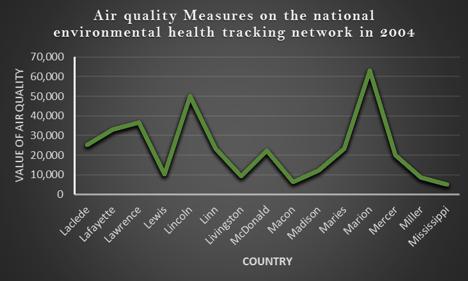 Air quality Measures on the national
environmental health tracking network in 2004
VALUE OF AIR QUALITY
70,000
60,000
50,000
40,000
30,000
20,000
10,000
0
Laclede
Lafayette
Lawrence
Lewis
Lincoln
Linn
Livingston
McDonald
Macon
Madison
Maries
Marion
Mercer
Miller
Mississippi
COUNTRY